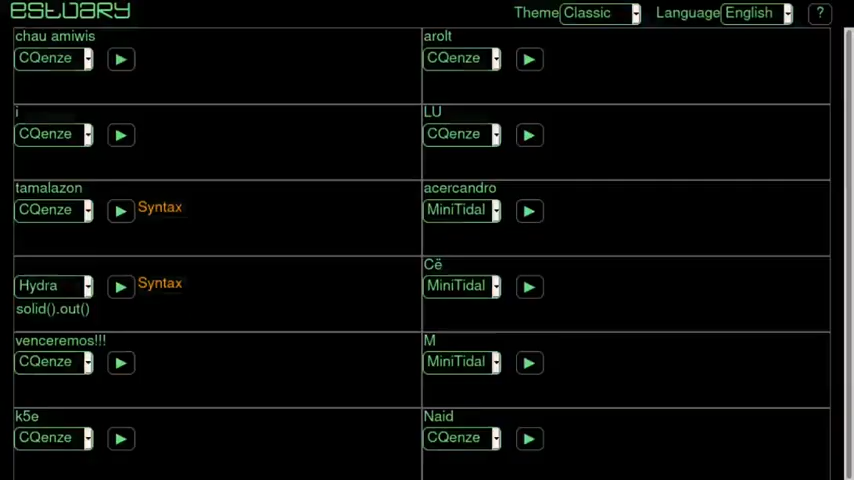 estuary
Theme Classic Language English ?
chau amiwis
CQenze
arolt
CQenze
i
CQenze
LU
CQenze
tamalazon
CQenze Syntax
acercandro
MiniTidal
Hydra Syntax
solid().out()
Cë
MiniTidal
venceremos!!!
CQenze
M
MiniTidal
k5e
CQenze
Naid
CQenze